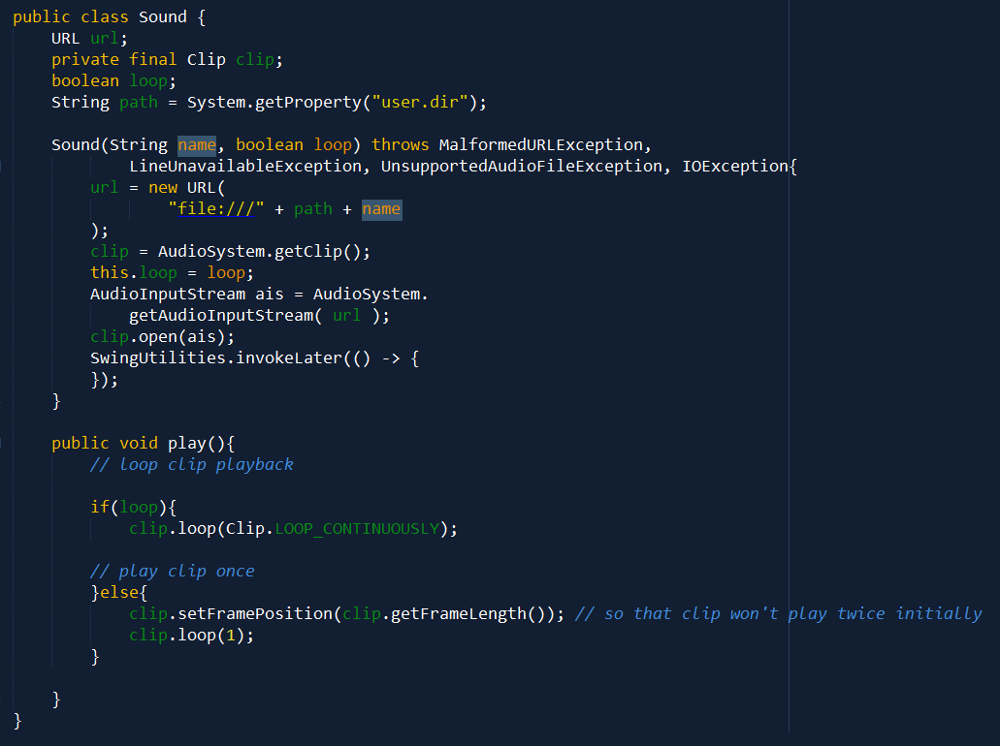 public class Sound {
    URL url;
    private final Clip clip;
    boolean loop;
    String path = System.getProperty("user.dir");

    Sound(String name, boolean loop) throws MalformedURLException,
            LineUnavailableException, UnsupportedAudioFileException, IOException{
        url = new URL(
                "file:///" + path + name
        );
        clip = AudioSystem.getClip();
        this.loop = loop;
        AudioInputStream ais = AudioSystem.
            getAudioInputStream( url );
        clip.open(ais);
        SwingUtilities.invokeLater(() -> {
        });
    }

    public void play(){
        // loop clip playback

        if(loop){
            clip.loop(Clip.LOOP_CONTINUOUSLY);

        // play clip once
        }else{
            clip.setFramePosition(clip.getFrameLength()); // so that clip won't play twice initially
            clip.loop(1);
        }

    }
}